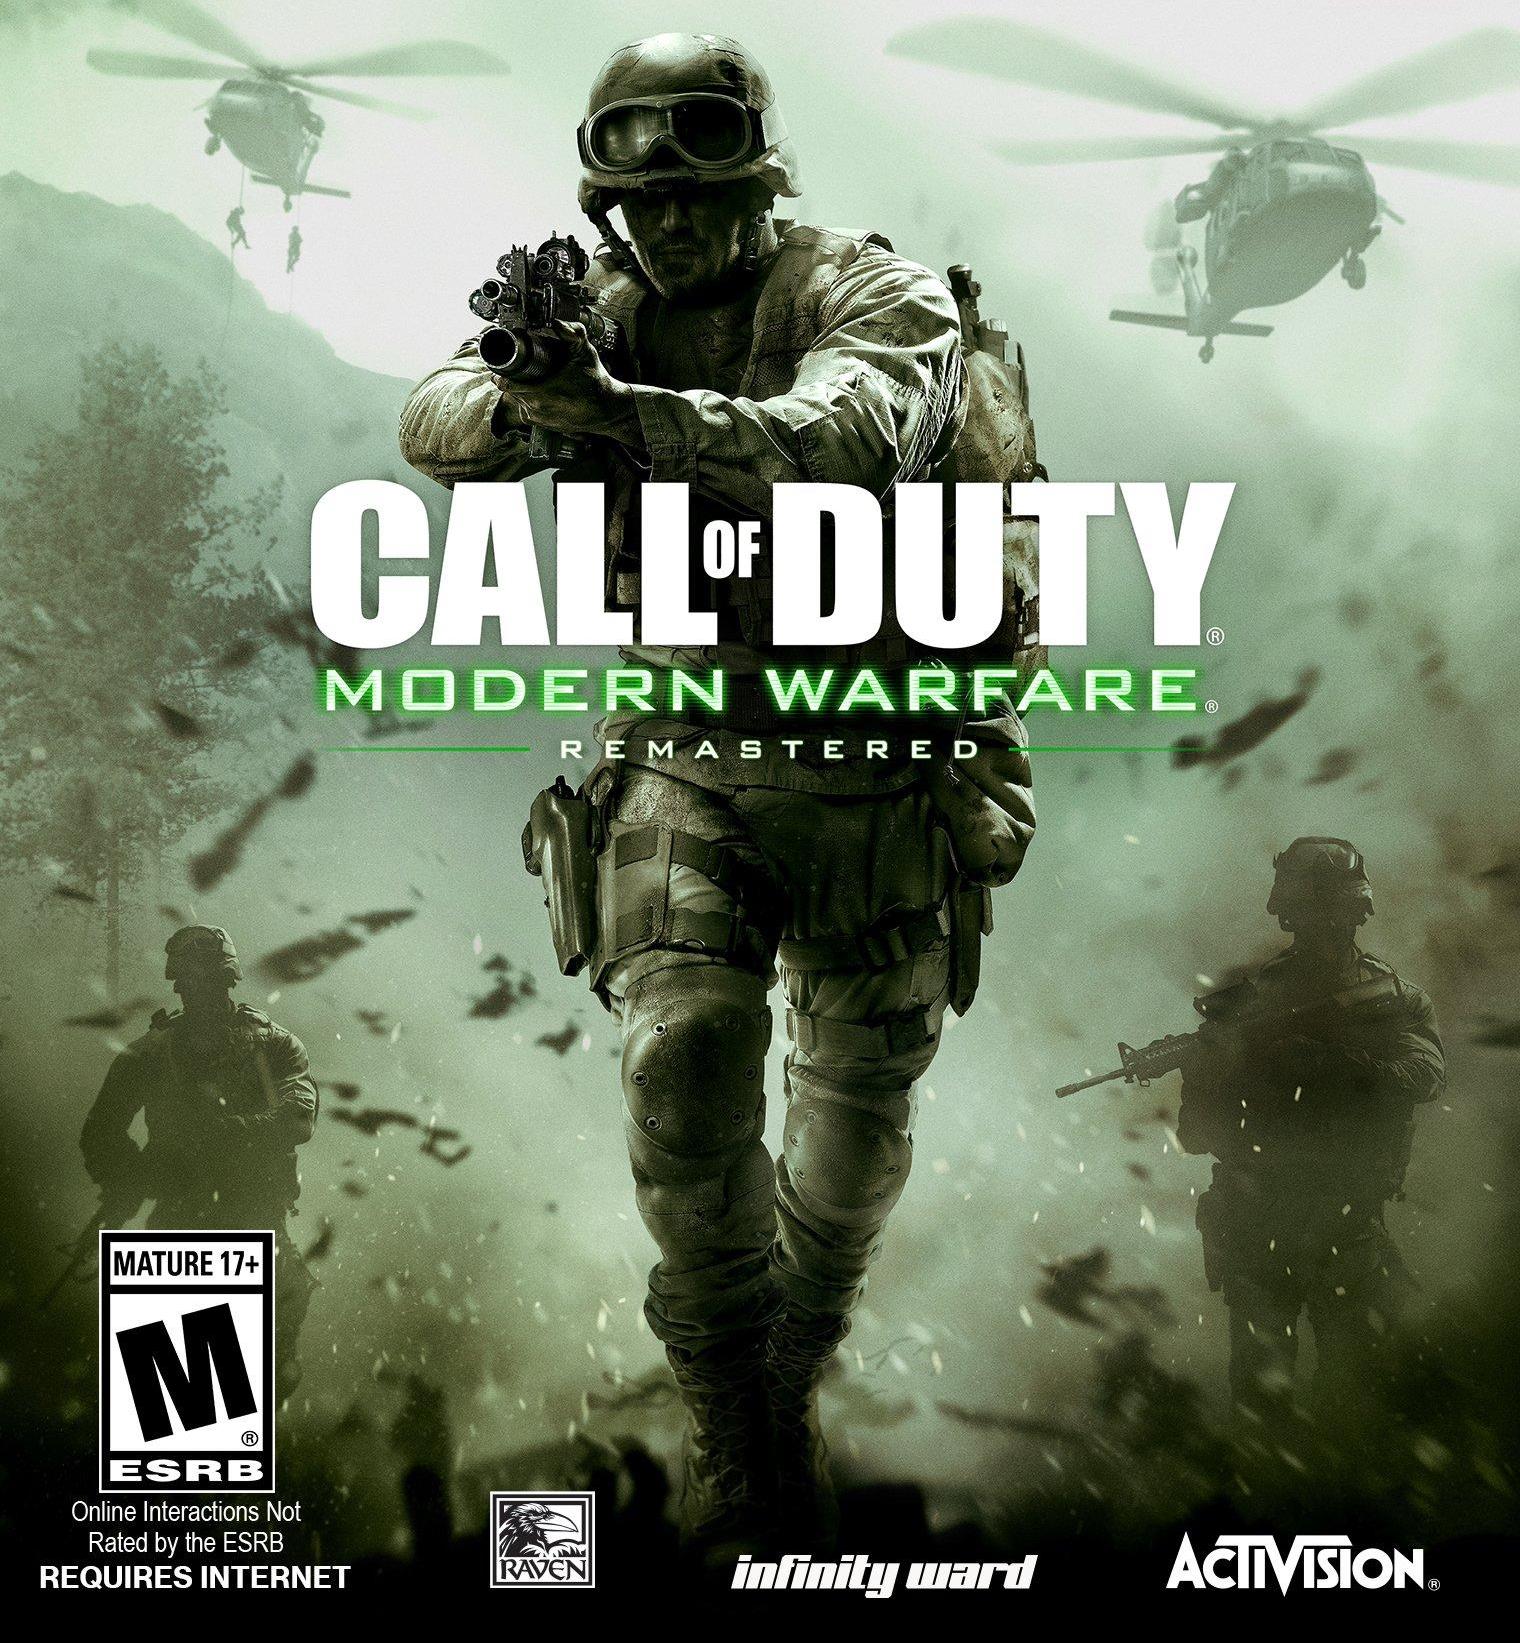 CALL OF DUTY®
MODERN WARFARE®
REMASTERED
MATURE 17+
M®
ESRB
Online Interactions Not
Rated by the ESRB
REQUIRES INTERNET
RAVEN
infinity ward
ACTIVISION®